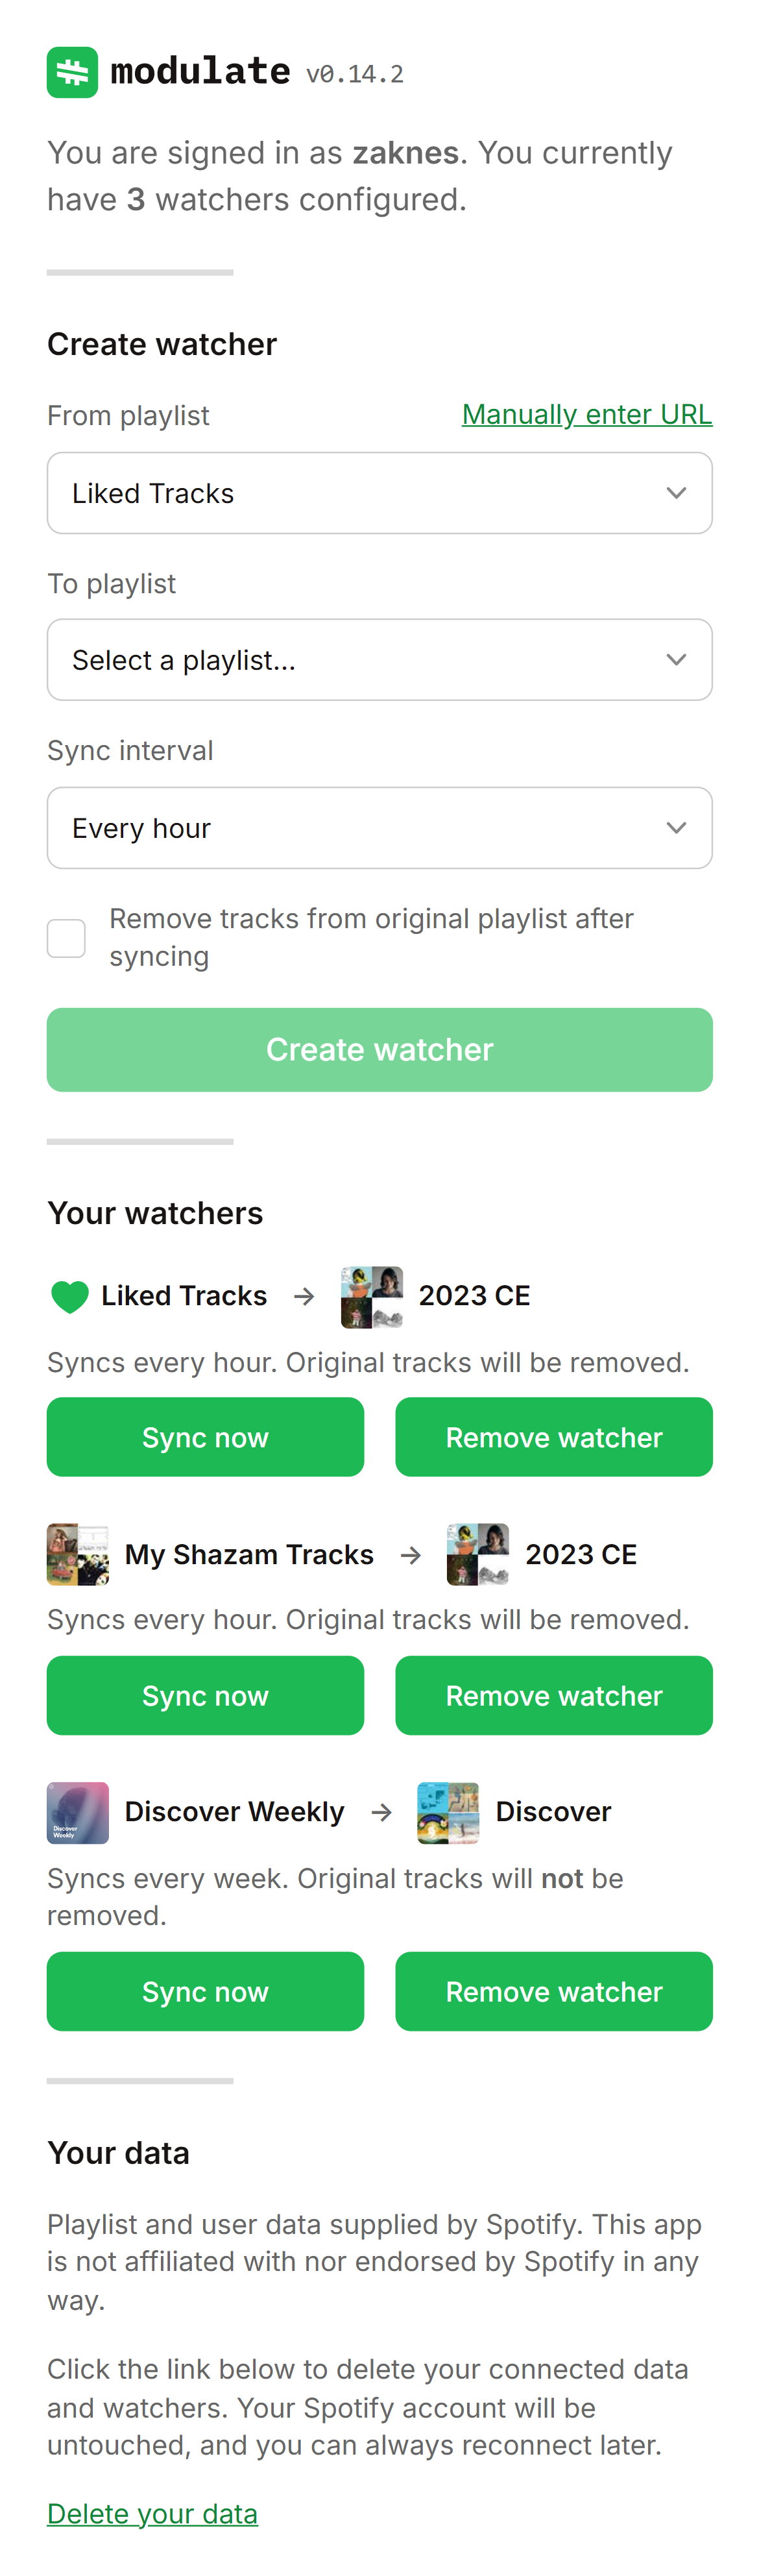 modulate v0.14.2
You are signed in as zaknes. You currently
have 3 watchers configured.
Create watcher
From playlist Manually enter URL
Liked Tracks
To playlist
Select a playlist...
Sync interval
Every hour
Remove tracks from original playlist after
syncing
Create watcher
Your watchers
Liked Tracks → 2023 CE
Syncs every hour. Original tracks will be removed.
Sync now Remove watcher
My Shazam Tracks → 2023 CE
Syncs every hour. Original tracks will be removed.
Sync now Remove watcher
Discover
Weekly
Discover Weekly → Discover
Syncs every week. Original tracks will not be
removed.
Sync now Remove watcher
Your data
Playlist and user data supplied by Spotify. This app
is not affiliated with nor endorsed by Spotify in any
way.
Click the link below to delete your connected data
and watchers. Your Spotify account will be
untouched, and you can always reconnect later.
Delete your data